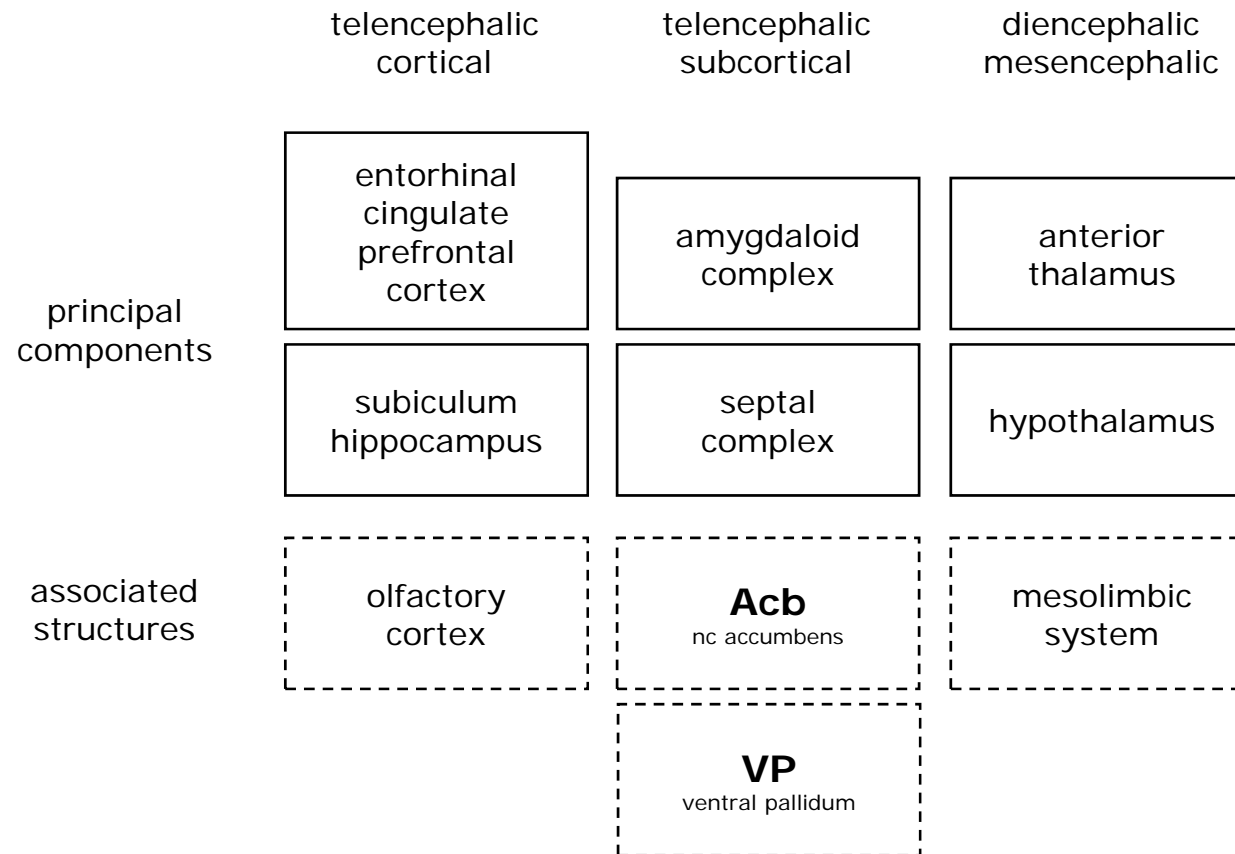 telencephalic
cortical
telencephalic
subcortical
diencephalic
mesencephalic
principal
components
entorhinal
cingulate
prefrontal
cortex
amygdaloid
complex
anterior
thalamus
subiculum
hippocampus
septal
complex
hypothalamus
associated
structures
olfactory
cortex
Acb
nc accumbens
mesolimbic
system
VP
ventral pallidum